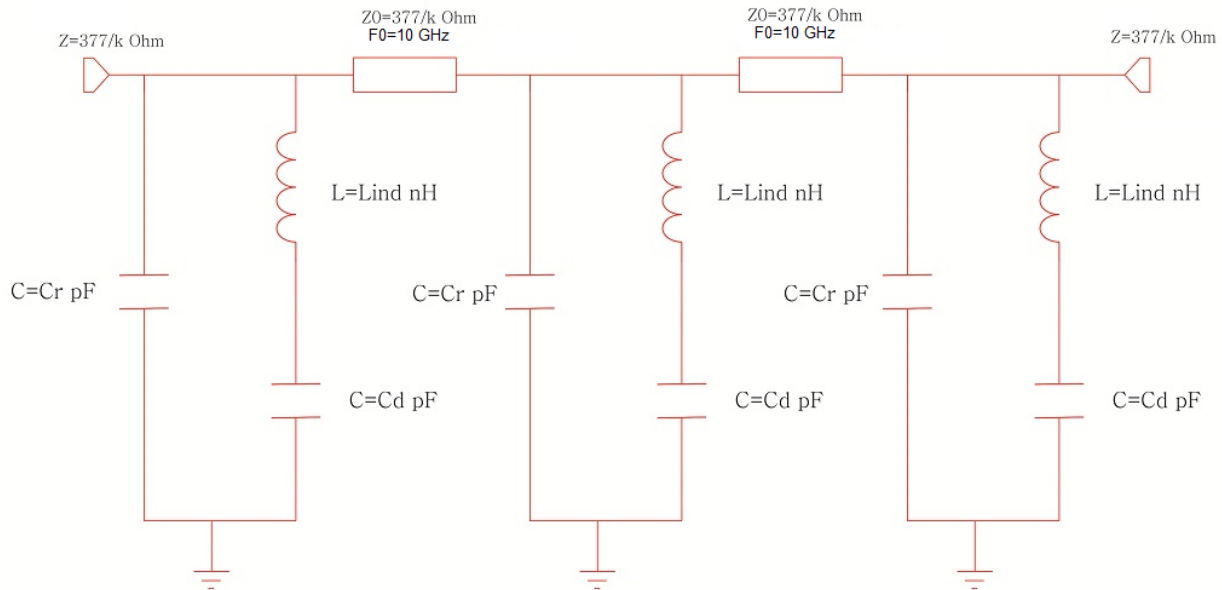 Z=377/k Ohm
Z0=377/k Ohm
F0=10 GHz
Z0=377/k Ohm
F0=10 GHz
Z=377/k Ohm
L=Lind nH
L=Lind nH
L=Lind nH
C=Cr pF
C=Cr pF
C=Cr pF
C=Cd pF
C=Cd pF
C=Cd pF